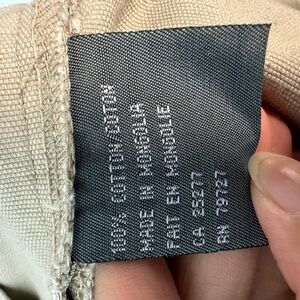 100% COTTON/COTON
MADE IN MONGOLIA
FAIT EN MONGOLIE
CA 25277
RN 79727